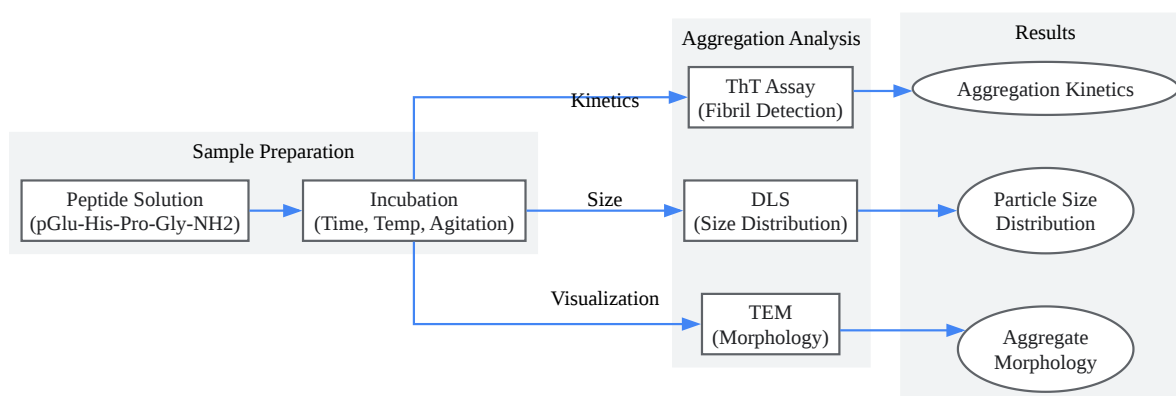 Aggregation Analysis
Results
ThT Assay
(Fibril Detection)
Aggregation Kinetics
Kinetics
Sample Preparation
Peptide Solution
(pGlu-His-Pro-Gly-NH2)
Incubation
(Time, Temp, Agitation)
Size
DLS
(Size Distribution)
Particle Size
Distribution
Visualization
TEM
(Morphology)
Aggregate
Morphology